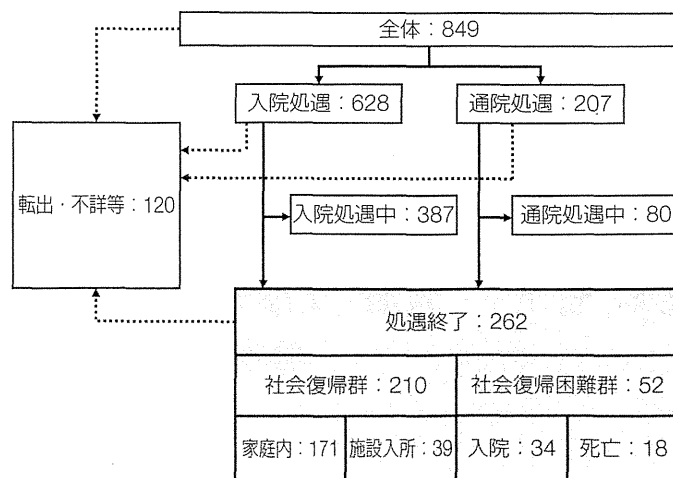 全体：849
入院処遇：628
通院処遇：207
転出・不詳等：120
入院処遇中：387
通院処遇中：80
処遇終了：262
社会復帰群：210
社会復帰困難群：52
家庭内：171
施設入所：39
入院：34
死亡：18